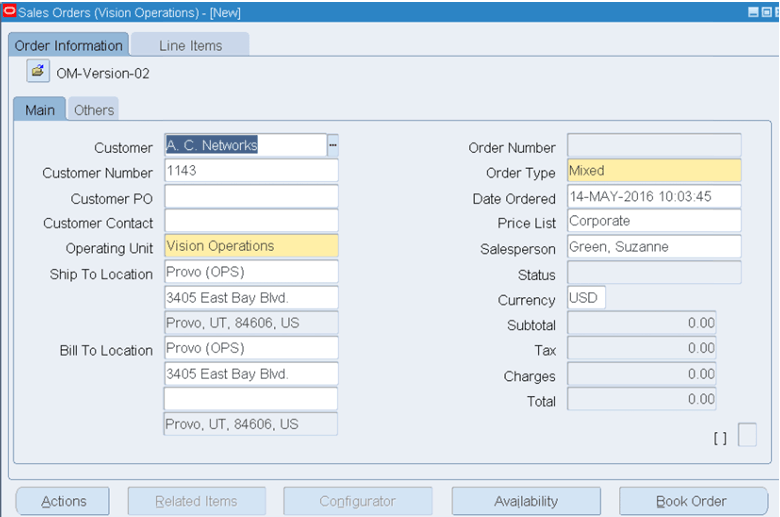 Sales Orders (Vision Operations) - [New]
Order Information Line Items
OM-Version-02
Main Others
Customer A. C. Networks
Customer Number 1143
Customer PO
Customer Contact
Operating Unit Vision Operations
Ship To Location Provo (OPS)
3405 East Bay Blvd.
Provo, UT, 84606, US
Bill To Location Provo (OPS)
3405 East Bay Blvd.
Provo, UT, 84606, US
Order Number
Order Type Mixed
Date Ordered 14-MAY-2016 10:03:45
Price List Corporate
Salesperson Green, Suzanne
Status
Currency USD
Subtotal 0.00
Tax 0.00
Charges 0.00
Total 0.00
[ ]
Actions Related Items Configurator Availability Book Order